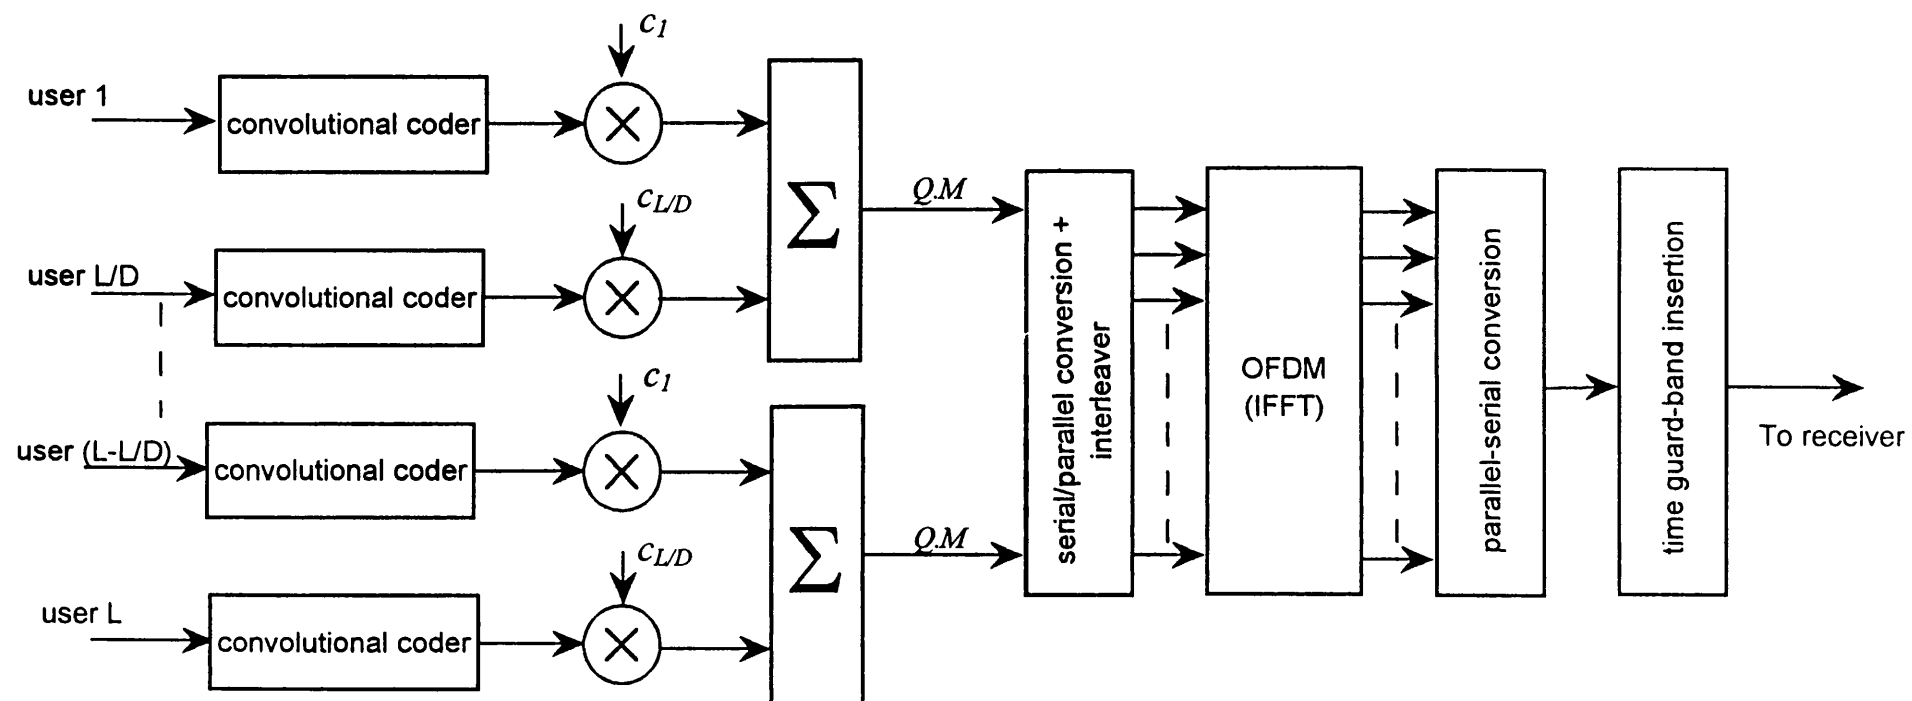 c1
user 1
convolutional coder
Σ
cL/D
Q.M
user L/D
convolutional coder
serial/parallel conversion +
interleaver
OFDM
(IFFT)
parallel-serial conversion
time guard-band insertion
To receiver
c1
user (L-L/D)
convolutional coder
Σ
Q.M
cL/D
user L
convolutional coder